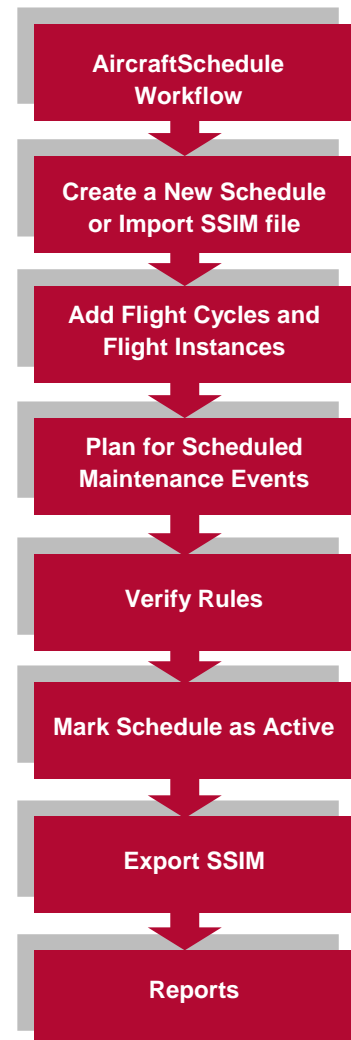 AircraftSchedule
Workflow
Create a New Schedule
or Import SSIM file
Add Flight Cycles and
Flight Instances
Plan for Scheduled
Maintenance Events
Verify Rules
Mark Schedule as Active
Export SSIM
Reports